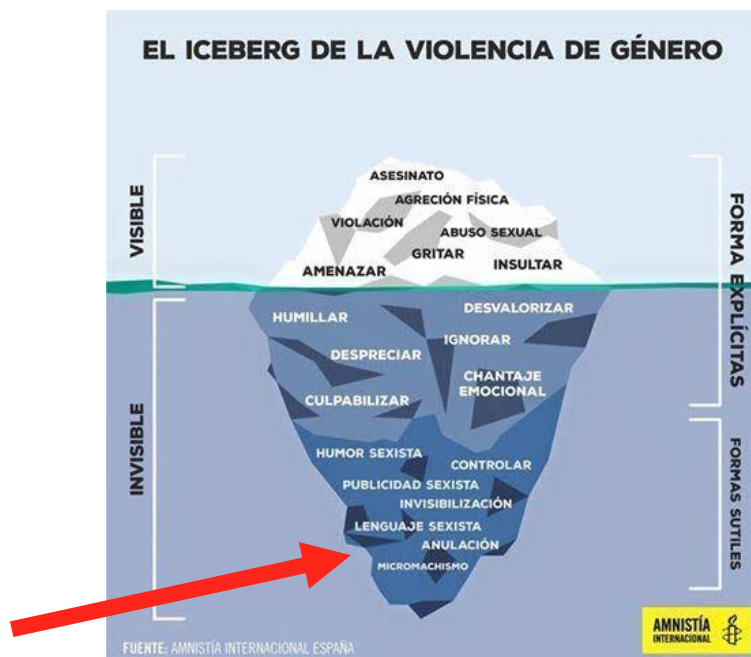 EL ICEBERG DE LA VIOLENCIA DE GÉNERO
VISIBLE
ASESINATO
AGRECIÓN FÍSICA
VIOLACIÓN
ABUSO SEXUAL
GRITAR
AMENAZAR
INSULTAR
FORMA EXPLÍCITAS
INVISIBLE
HUMILLAR
DESVALORIZAR
IGNORAR
DESPRECIAR
CHANTAJE
EMOCIONAL
CULPABILIZAR
HUMOR SEXISTA
CONTROLAR
PUBLICIDAD SEXISTA
INVISIBILIZACIÓN
LENGUAJE SEXISTA
ANULACIÓN
MICROMACHISMO
FORMAS SUTILES
FUENTE: AMNISTÍA INTERNACIONAL ESPAÑA
AMNISTÍA
INTERNACIONAL